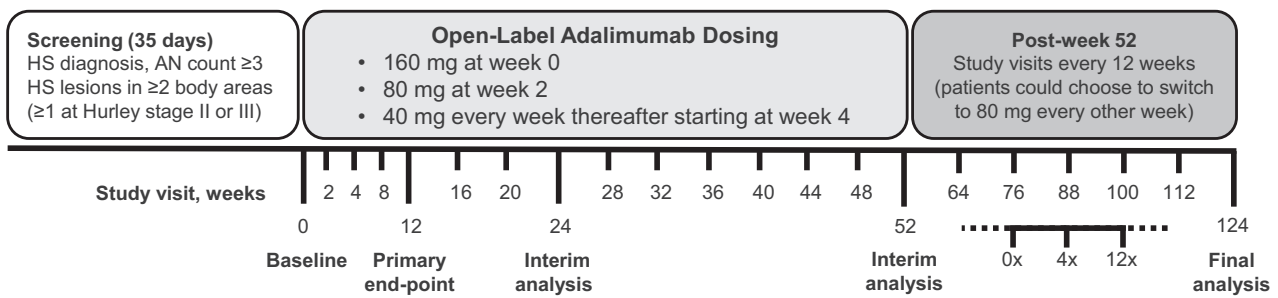 Screening (35 days)
HS diagnosis, AN count ≥3
HS lesions in ≥2 body areas
(≥1 at Hurley stage II or III)
Open-Label Adalimumab Dosing
• 160 mg at week 0
• 80 mg at week 2
• 40 mg every week thereafter starting at week 4
Post-week 52
Study visits every 12 weeks
(patients could choose to switch
to 80 mg every other week)
Study visit, weeks
2 4 8 16 20 28 32 36 40 44 48 64 76 88 100 112
0 12 24 52 124
0x 4x 12x
Baseline
Primary
end-point
Interim
analysis
Interim
analysis
Final
analysis